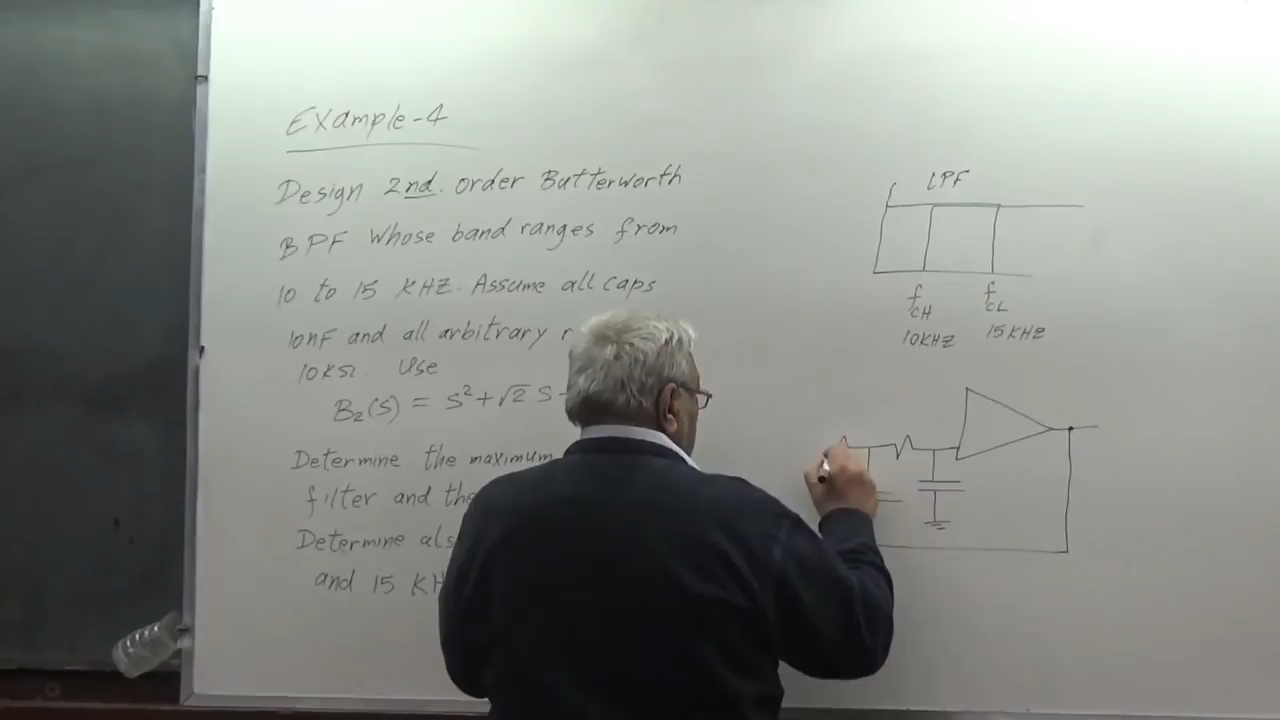 Example-4
Design 2nd. order Butterworth
BPF whose band ranges from
10 to 15 KHZ. Assume all caps
10nF and all arbitrary
10KΩ. Use
B2(S) = S²+√2 S
Determine the maximum
filter and the
Determine als
and 15 KH
LPF
fCH
fCL
10KHZ
15KHZ